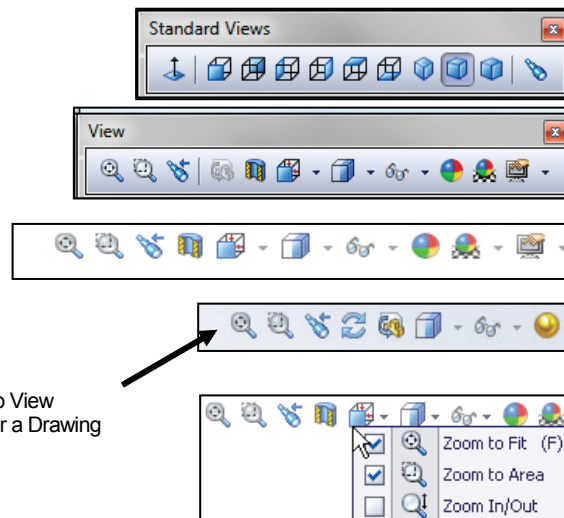 Standard Views
View
o View
r a Drawing
Zoom to Fit (F)
Zoom to Area
Zoom In/Out